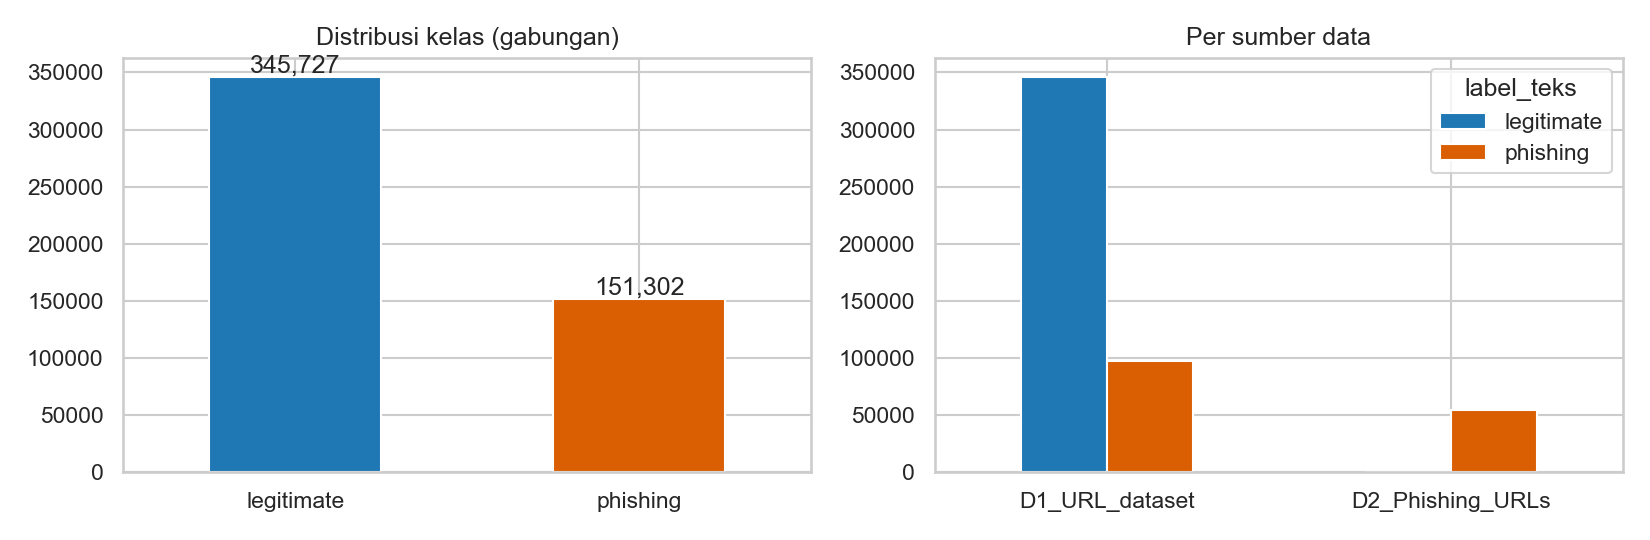 Distribusi kelas (gabungan)
345,727
151,302
350000
300000
250000
200000
150000
100000
50000
0
legitimate
phishing
Per sumber data
350000
300000
250000
200000
150000
100000
50000
0
label_teks
legitimate
phishing
D1_URL_dataset
D2_Phishing_URLs